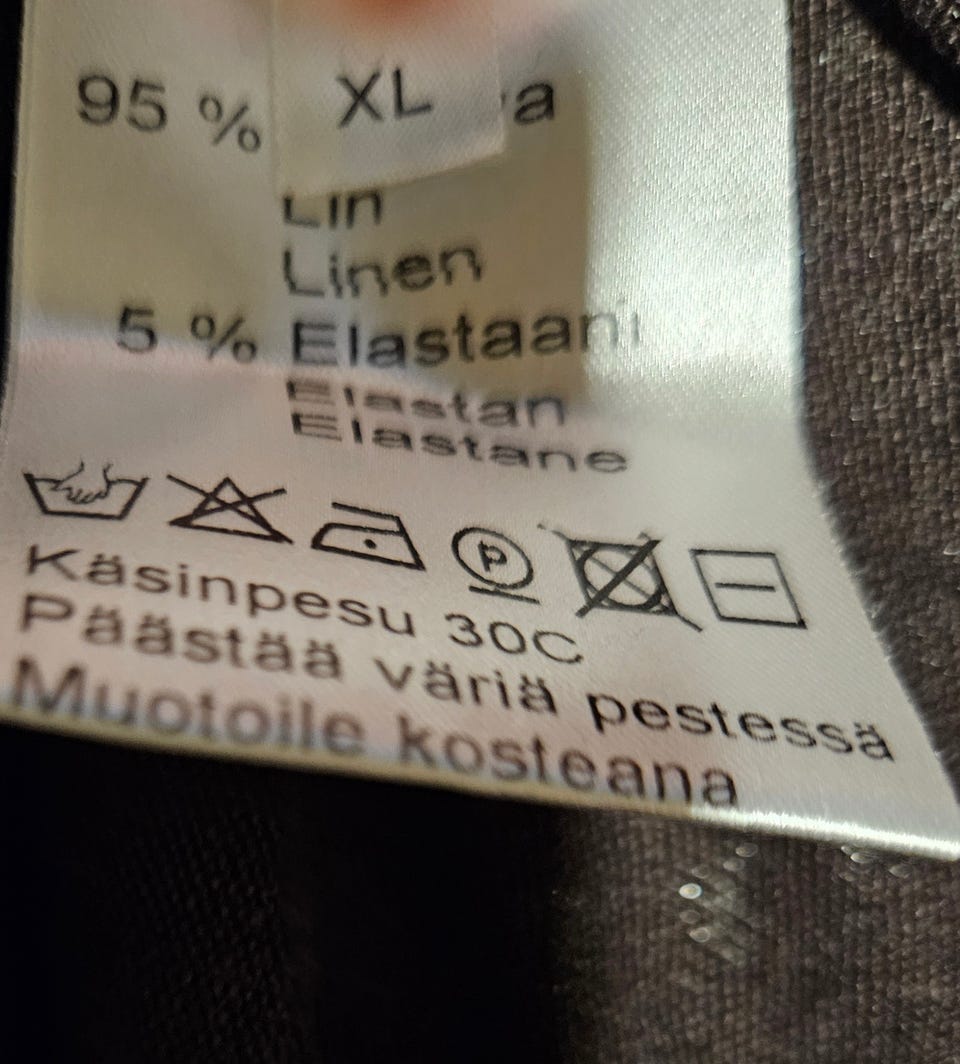 XL
95 %
Lin
Linen
5 % Elastaani
Elastan
Elastane
P
Käsinpesu 30C
Päästää väriä pestessä
Muotoile kosteana